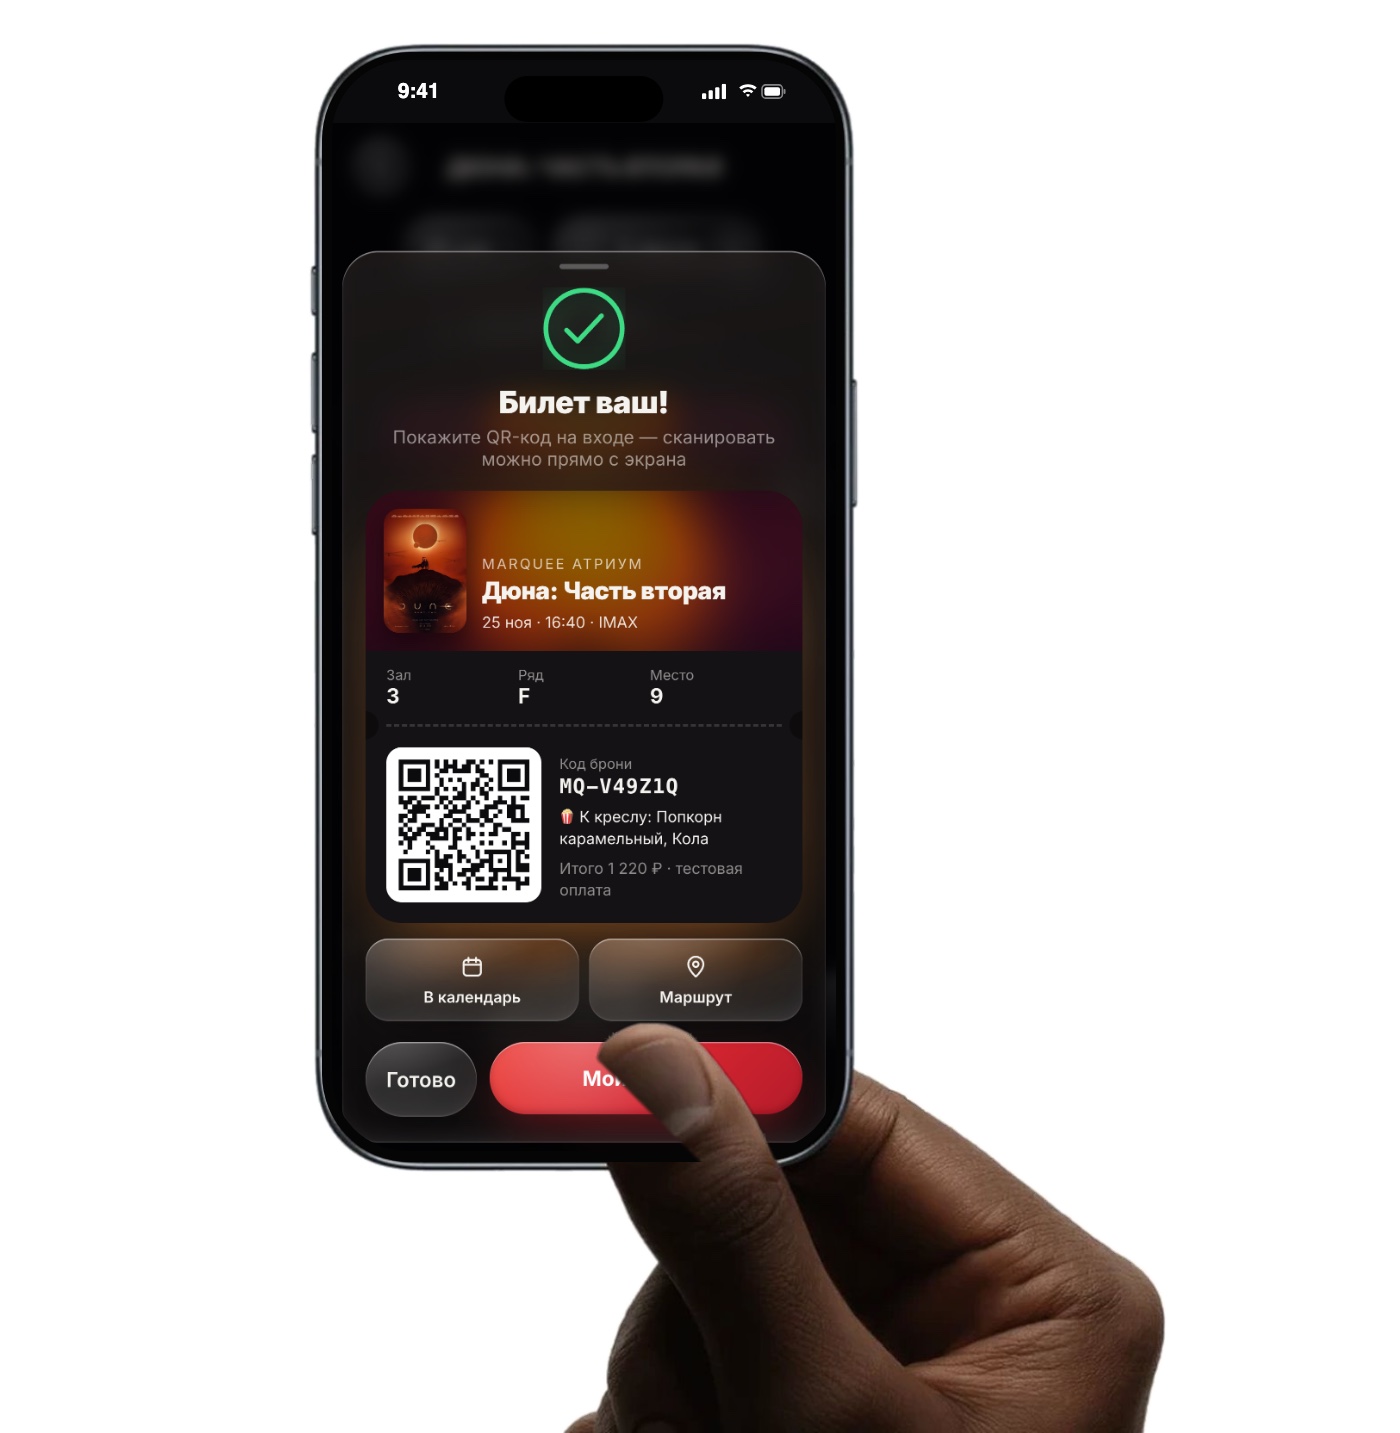 9:41
Билет ваш!
Покажите QR-код на входе — сканировать
можно прямо с экрана
MARQUEE АТРИУМ
Дюна: Часть вторая
25 ноя · 16:40 · IMAX
Зал
Ряд
Место
3
F
9
Код брони
MQ-V49Z1Q
🍿 К креслу: Попкорн
карамельный, Кола
Итого 1 220 ₽ · тестовая
оплата
В календарь
Маршрут
Готово
DUNE